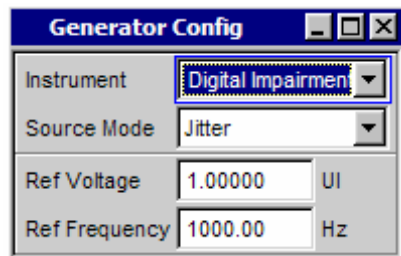 Generator Config
Instrument Digital Impairment
Source Mode Jitter
Ref Voltage 1.00000 UI
Ref Frequency 1000.00 Hz